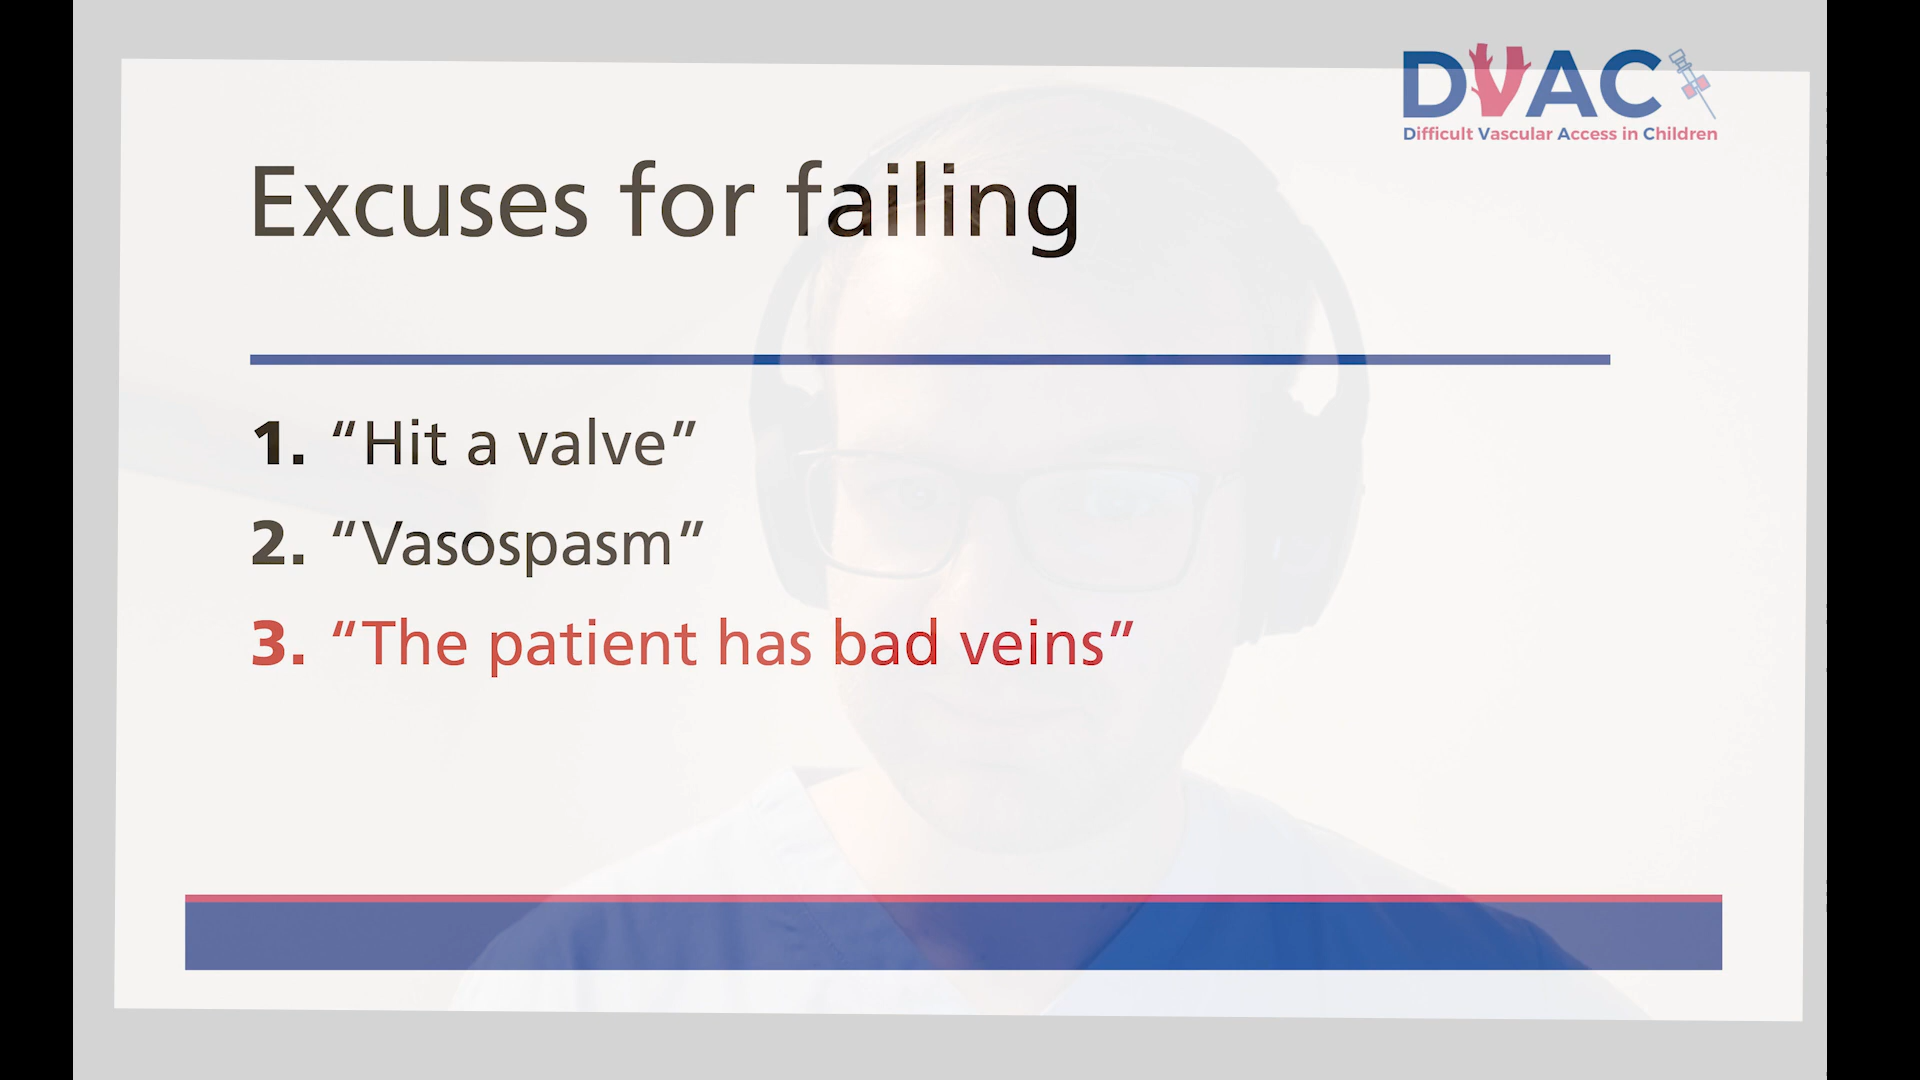 DVAC
Difficult Vascular Access in Children
Excuses for failing
1. “Hit a valve”
2. “Vasospasm”
3. “The patient has bad veins”